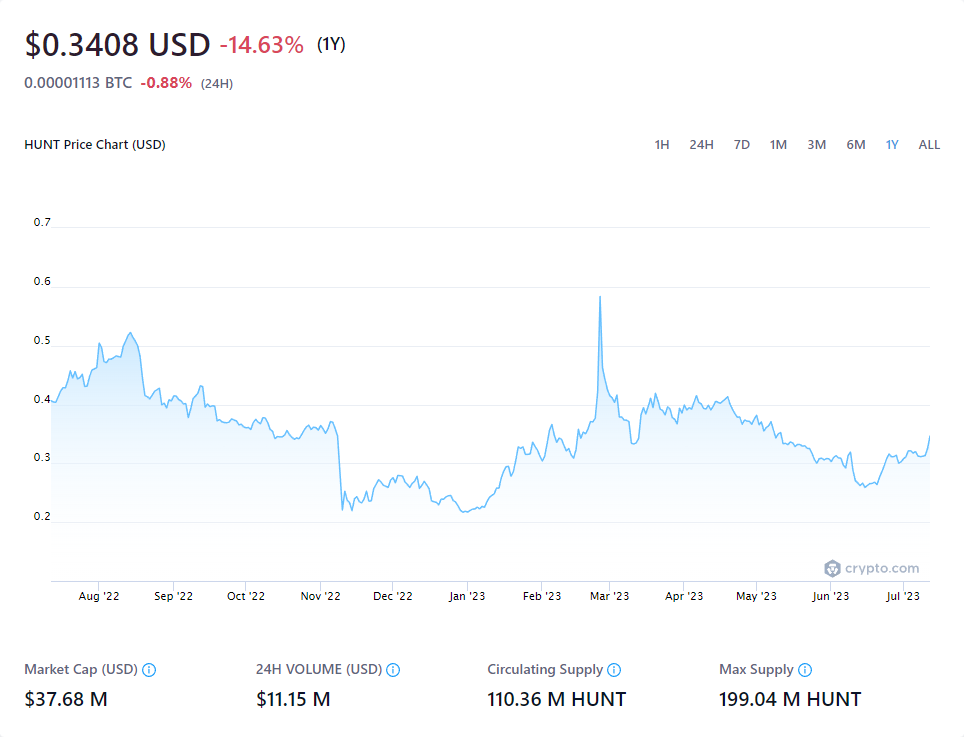 $0.3408 USD -14.63% (1Y)
0.00001113 BTC -0.88% (24H)
HUNT Price Chart (USD) 1H 24H 7D 1M 3M 6M 1Y ALL
0.7
0.6
0.5
0.4
0.3
0.2
crypto.com
Aug '22 Sep '22 Oct '22 Nov '22 Dec '22 Jan '23 Feb '23 Mar '23 Apr '23 May '23 Jun '23 Jul '23
Market Cap (USD) 24H VOLUME (USD) Circulating Supply Max Supply
$37.68 M $11.15 M 110.36 M HUNT 199.04 M HUNT